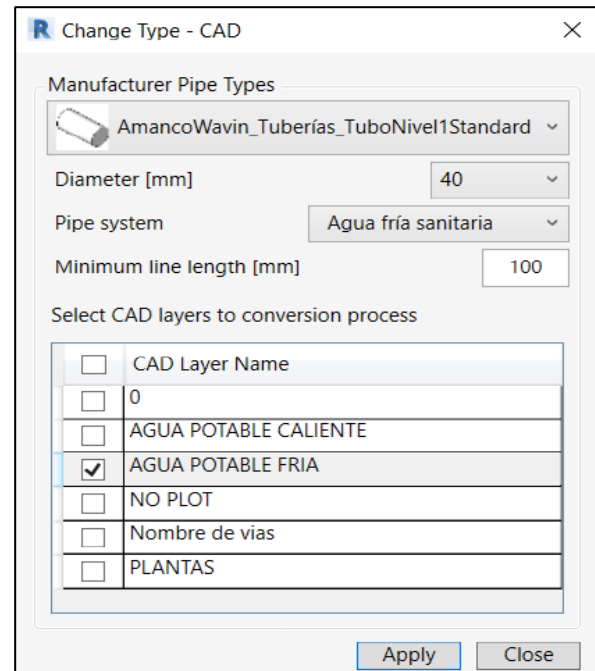 R Change Type - CAD
Manufacturer Pipe Types
AmancoWavin_Tuberías_TuboNivel1Standard
Diameter [mm] 40
Pipe system Agua fría sanitaria
Minimum line length [mm] 100
Select CAD layers to conversion process
CAD Layer Name
0
AGUA POTABLE CALIENTE
AGUA POTABLE FRIA
NO PLOT
Nombre de vias
PLANTAS
Apply Close